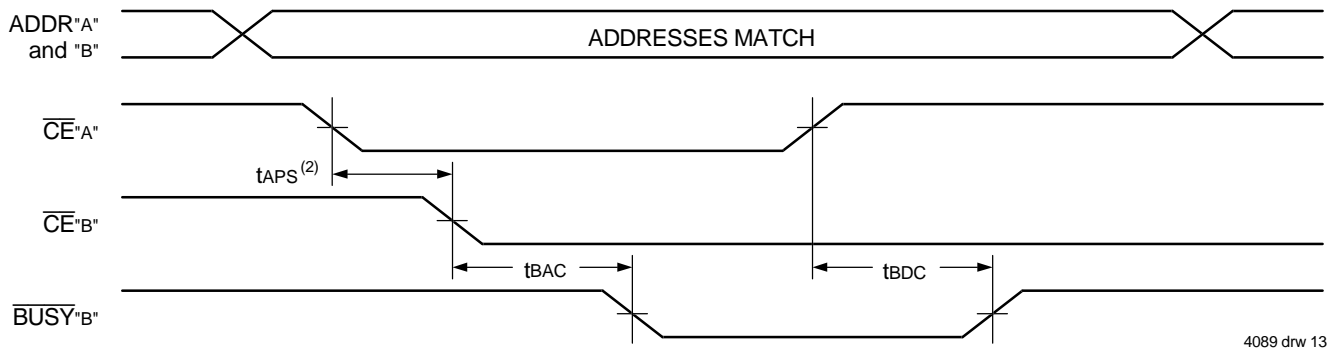 ADDR"A"
and "B"
ADDRESSES MATCH
CE"A"
tAPS(2)
CE"B"
tBAC
tBDC
BUSY"B"
4089 drw 13